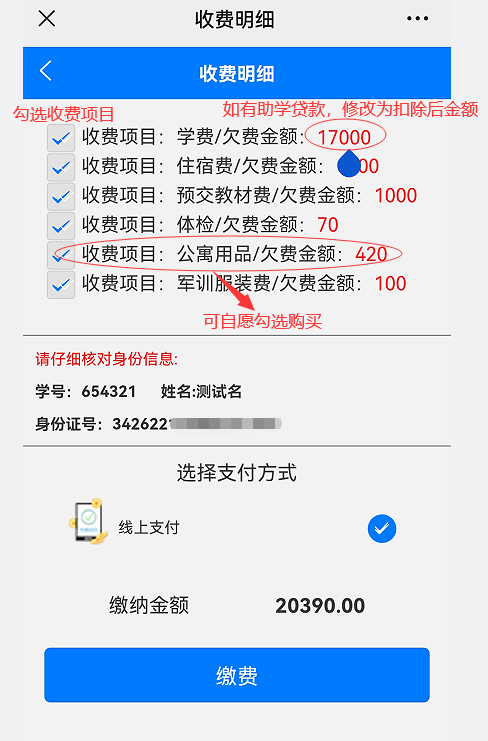 收费明细
收费明细
勾选收费项目
如有助学贷款，修改为扣除后金额
收费项目：学费/欠费金额：17000
收费项目：住宿费/欠费金额：00
收费项目：预交教材费/欠费金额：1000
收费项目：体检/欠费金额：70
收费项目：公寓用品/欠费金额：420
收费项目：军训服装费/欠费金额：100
可自愿勾选购买
请仔细核对身份信息:
学号：654321 姓名:测试名
身份证号：342622
选择支付方式
线上支付
缴纳金额 20390.00
缴费